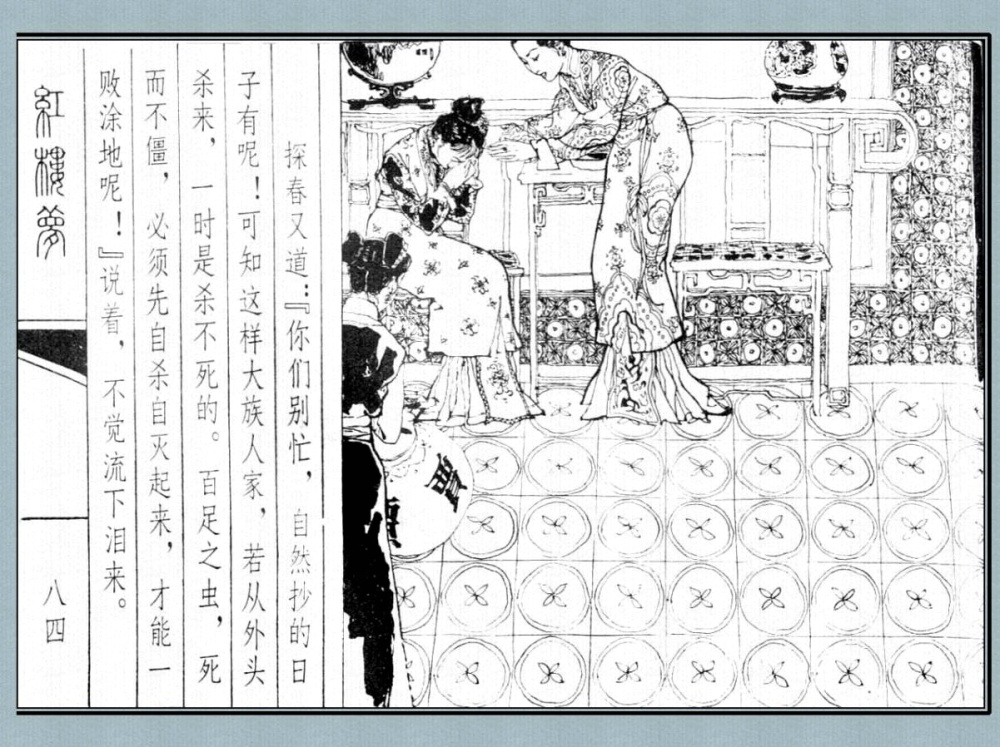 探春又道：『你们别忙，自然抄的日
子有呢！可知这样大族人家，若从外头
杀来，一时是杀不死的。百足之虫，死
而不僵，必须先自杀自灭起来，才能一
败涂地呢！』说着，不觉流下泪来。
紅樓夢
八四